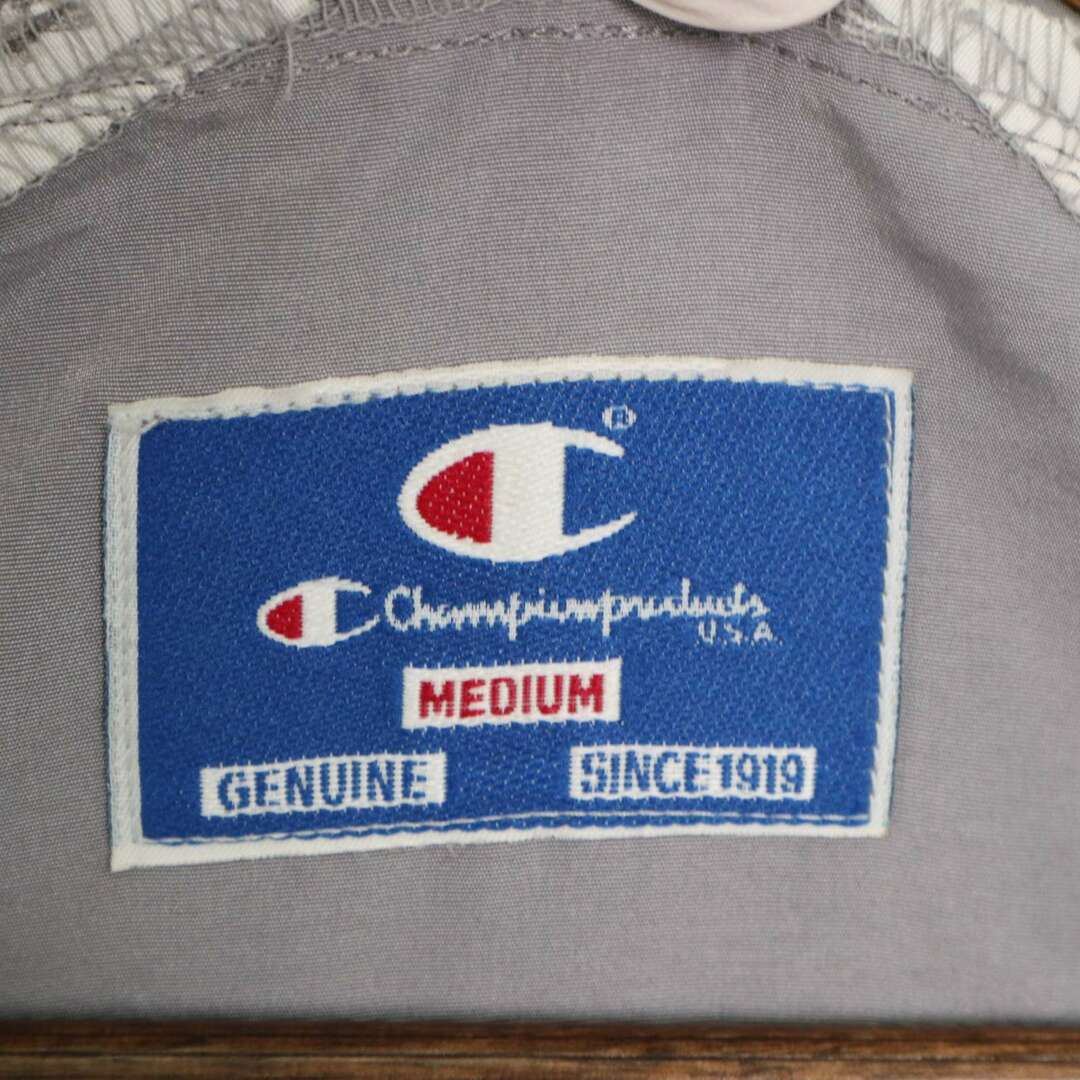 ®
Championproducts
U.S.A.
MEDIUM
GENUINE
SINCE 1919